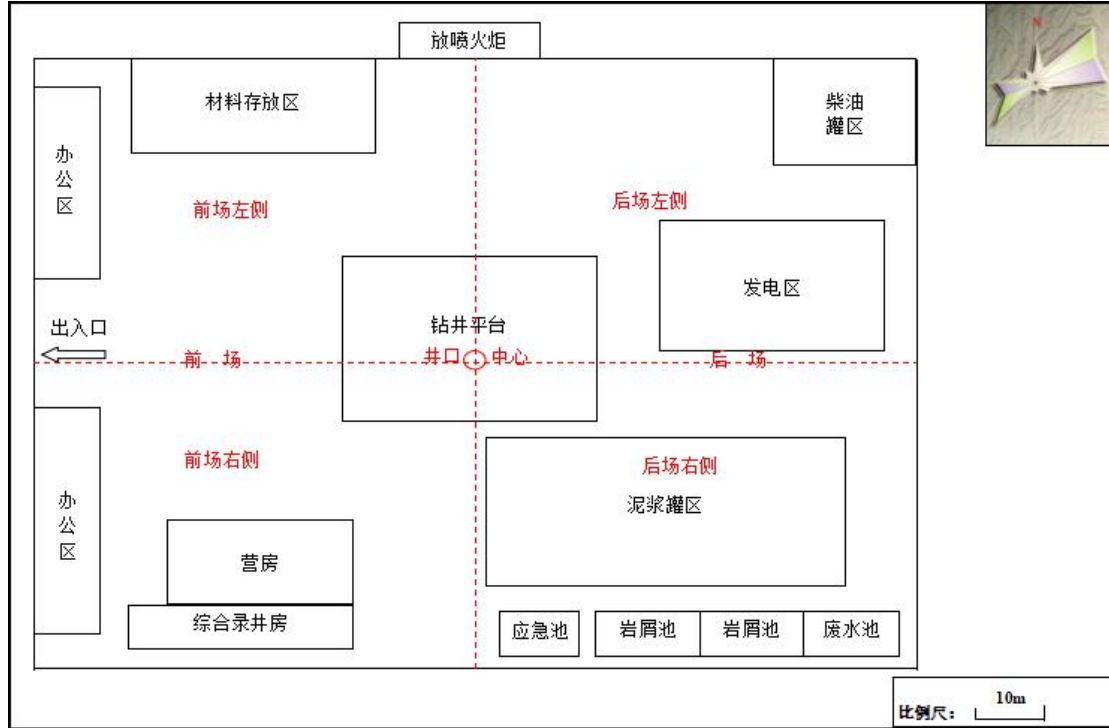 放喷火炬
N
材料存放区
柴油
罐区
办
公
区
前场左侧
后场左侧
发电区
出入口
钻井平台
前 场
井口
中心
后 场
前场右侧
后场右侧
泥浆罐区
办
公
区
营房
综合录井房
应急池
岩屑池
岩屑池
废水池
比例尺：
10m